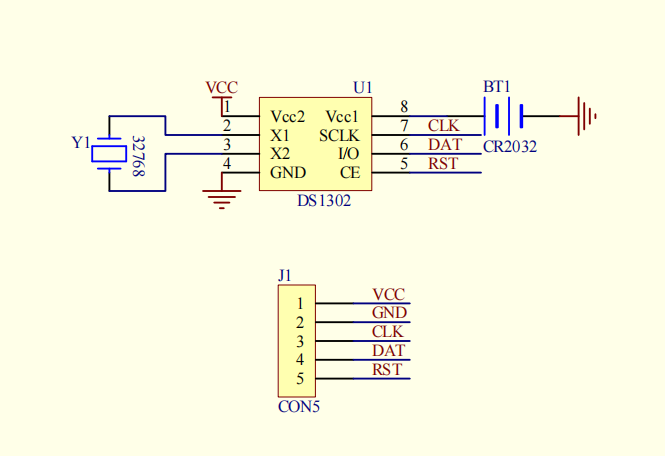 VCC
U1
BT1
1
Vcc2
Vcc1
8
2
X1
SCLK
7
CLK
Y1
32768
3
X2
I/O
6
DAT
CR2032
4
GND
CE
5
RST
DS1302
J1
1
VCC
2
GND
3
CLK
4
DAT
5
RST
CON5